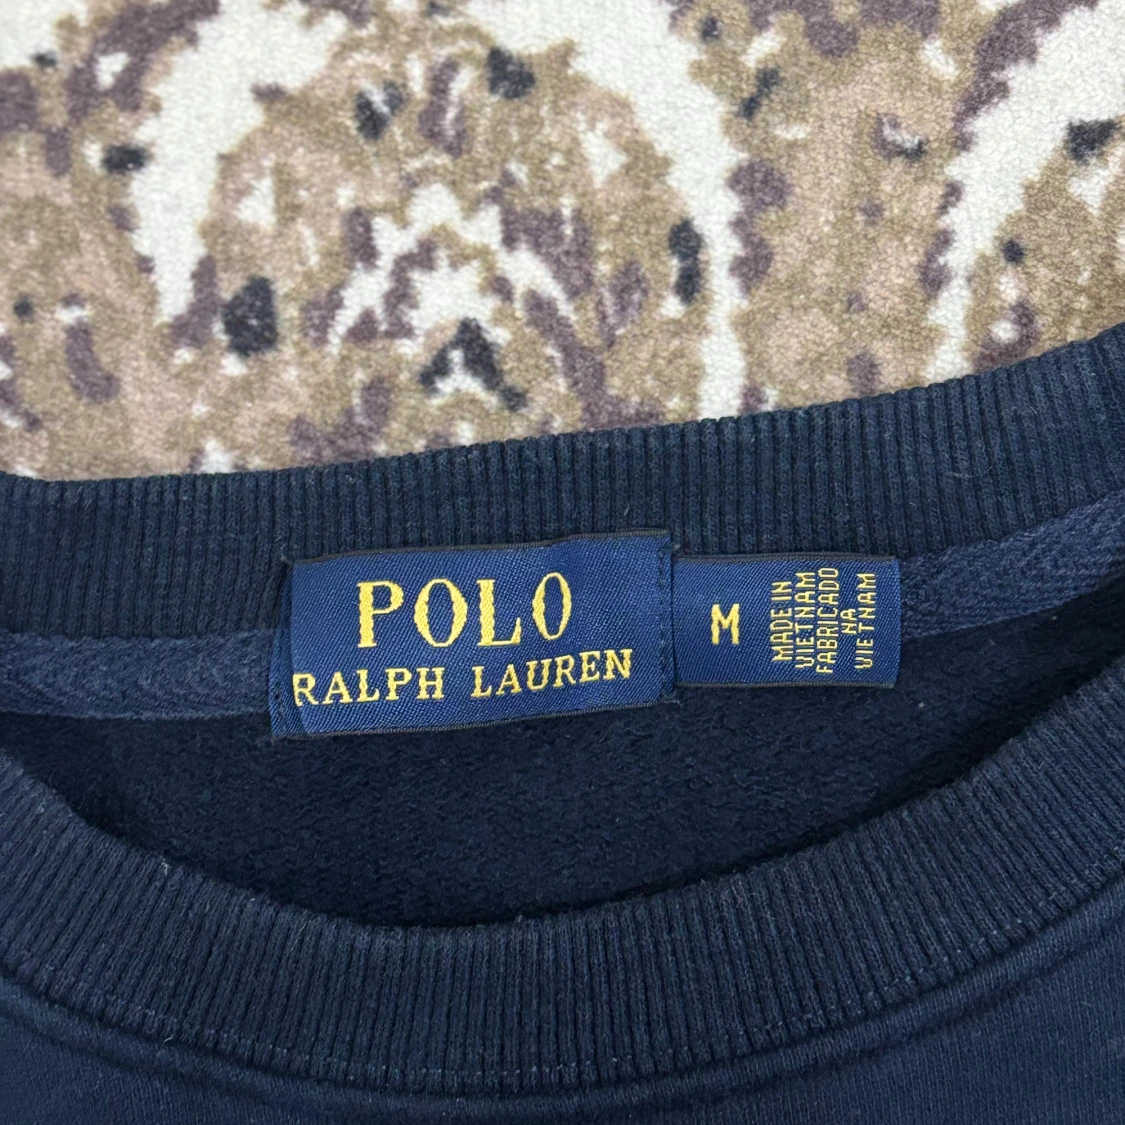 POLO
RALPH LAUREN
M
MADE IN
VIETNAM
FABRICADO
NA
VIETNAM